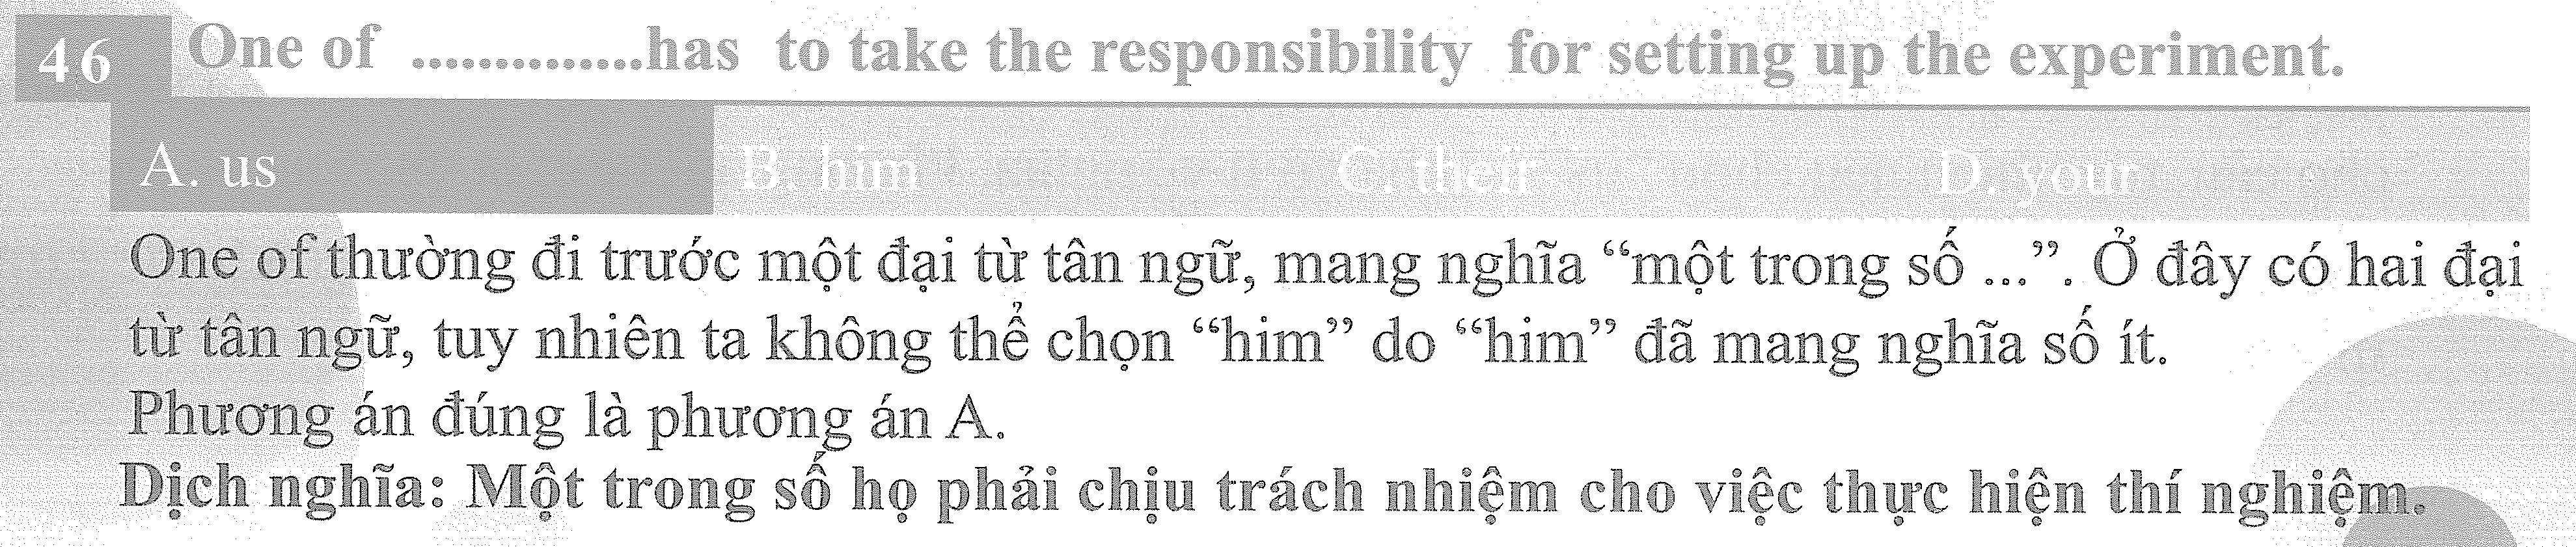 46 One of .............has to take the responsibility for setting up the experiment.
A. us B. him C. their D. your
One of thường đi trước một đại từ tân ngữ, mang nghĩa “một trong số ...”. Ở đây có hai đại
từ tân ngữ, tuy nhiên ta không thể chọn “him” do “him” đã mang nghĩa số ít.
Phương án đúng là phương án A.
Dịch nghĩa: Một trong số họ phải chịu trách nhiệm cho việc thực hiện thí nghiệm.